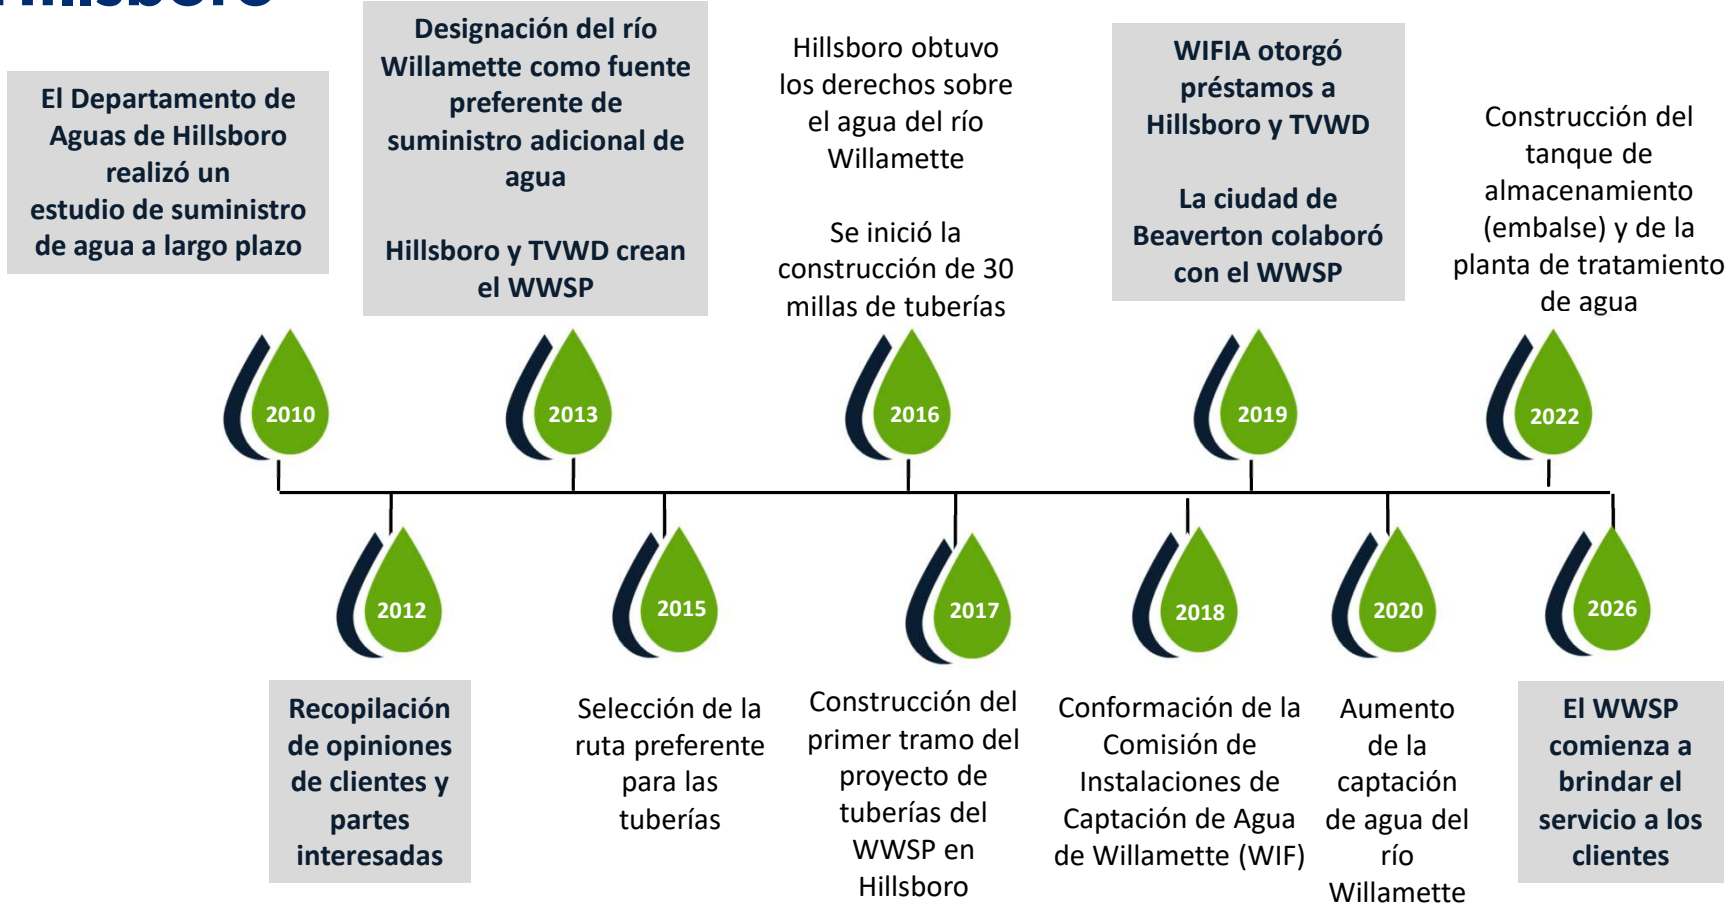 Hillsboro
El Departamento de
Aguas de Hillsboro
realizó un
estudio de suministro
de agua a largo plazo
Designación del río
Willamette como fuente
preferente de
suministro adicional de
agua
Hillsboro y TVWD crean
el WWSP
Hillsboro obtuvo
los derechos sobre
el agua del río
Willamette
Se inició la
construcción de 30
millas de tuberías
WIFIA otorgó
préstamos a
Hillsboro y TVWD
La ciudad de
Beaverton colaboró
con el WWSP
Construcción del
tanque de
almacenamiento
(embalse) y de la
planta de tratamiento
de agua
2010
2013
2016
2019
2022
2012
2015
2017
2018
2020
2026
Recopilación
de opiniones
de clientes y
partes
interesadas
Selección de la
ruta preferente
para las
tuberías
Construcción del
primer tramo del
proyecto de
tuberías del
WWSP en
Hillsboro
Conformación de la
Comisión de
Instalaciones de
Captación de Agua
de Willamette (WIF)
Aumento
de la
captación
de agua del
río
Willamette
El WWSP
comienza a
brindar el
servicio a los
clientes